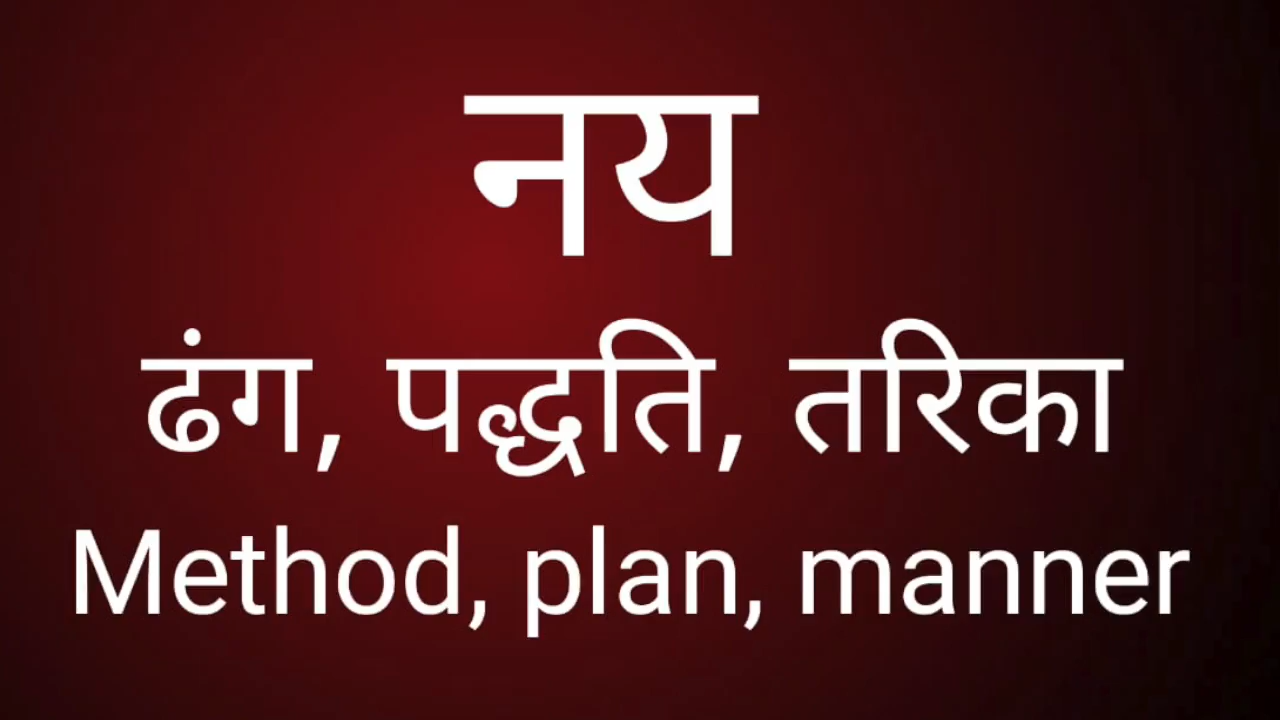 नय
ढंग, पद्धति, तरिका
Method, plan, manner